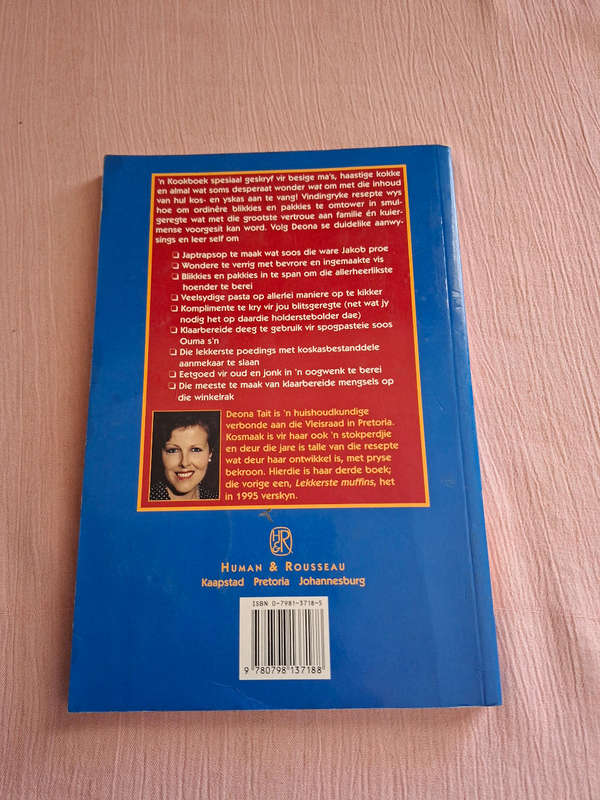 'n Kookboek spesiaal geskryf vir besige ma's, haastige kokke
en almal wat soms desperaat wonder wat om met die inhoud
van hul kos- en yskas aan te vang! Vindingryke resepte wys
hoe om ordinêre blikkies en pakkies te omtower in smul-
geregte wat met die grootste vertroue aan familie én kuier-
mense voorgesit kan word. Volg Deona se duidelike aanwy-
sings en leer self om
❑ Japtrapsop te maak wat soos die ware Jakob proe
❑ Wondere te verrig met bevrore en ingemaakte vis
❑ Blikkies en pakkies in te span om die allerheerlikste
hoender te berei
❑ Veelsydige pasta op allerlei maniere op te kikker
❑ Komplimente te kry vir jou blitsgeregte (net wat jy
nodig het op daardie holderstebolder dae)
❑ Klaarbereide deeg te gebruik vir spogpasteie soos
Ouma s'n
❑ Die lekkerste poedings met koskasbestanddele
aanmekaar te slaan
❑ Eetgoed vir oud en jonk in 'n oogwenk te berei
❑ Die meeste te maak van klaarbereide mengsels op
die winkelrak
Deona Tait is 'n huishoudkundige
verbonde aan die Vleisraad in Pretoria.
Kosmaak is vir haar ook 'n stokperdjie
en deur die jare is talle van die resepte
wat deur haar ontwikkel is, met pryse
bekroon. Hierdie is haar derde boek;
die vorige een, Lekkerste muffins, het
in 1995 verskyn.
H&R
HUMAN & ROUSSEAU
Kaapstad Pretoria Johannesburg
ISBN 0-7981-3718-5
9 780798 137188